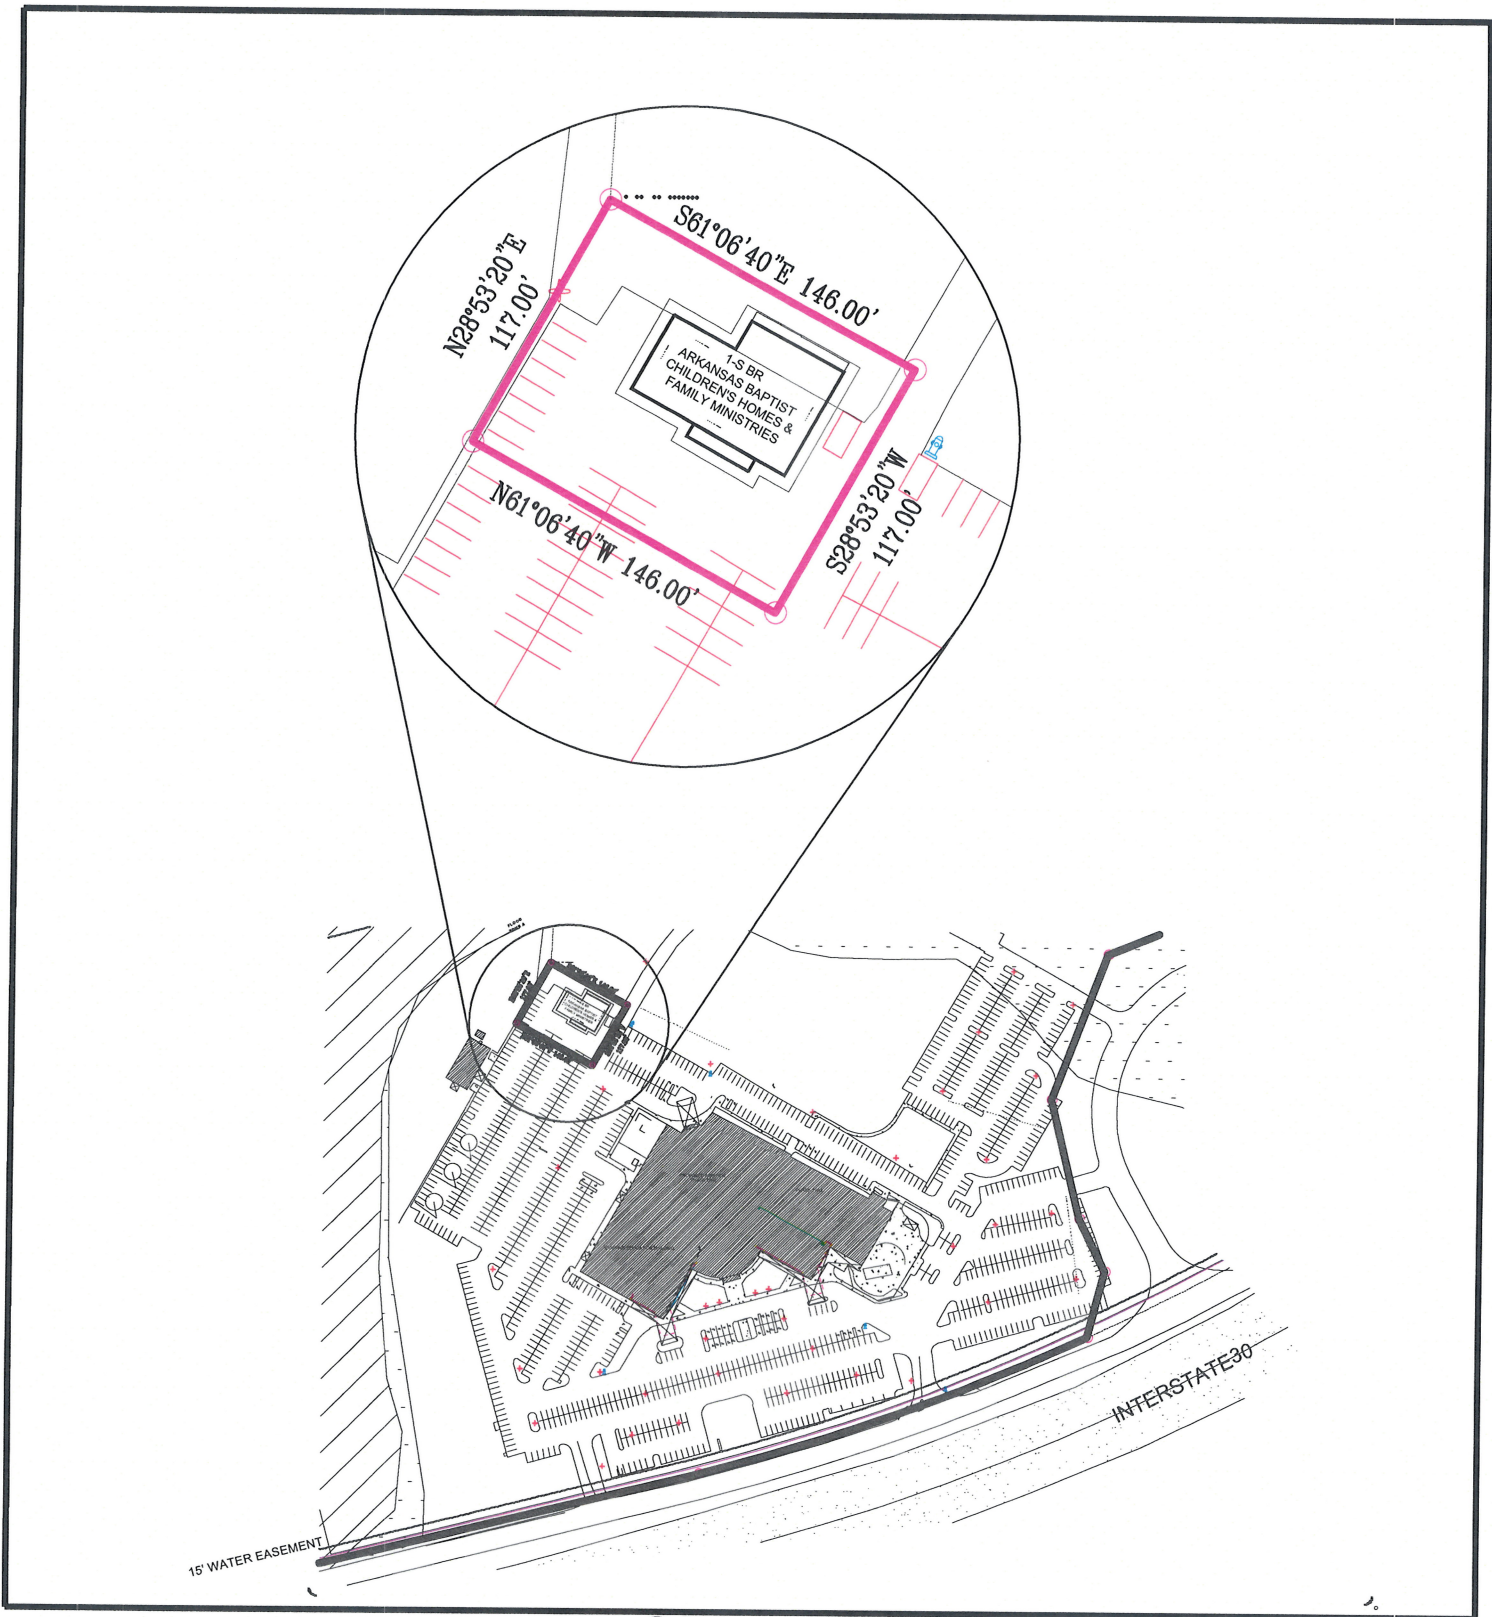 S61°06'40"E 146.00'
N28°53'20"E
117.00'
1-S BR
ARKANSAS BAPTIST
CHILDREN'S HOMES &
FAMILY MINISTRIES
S28°53'20"W
117.00'
N61°06'40"W 146.00'
INTERSTATE30
15' WATER EASEMENT